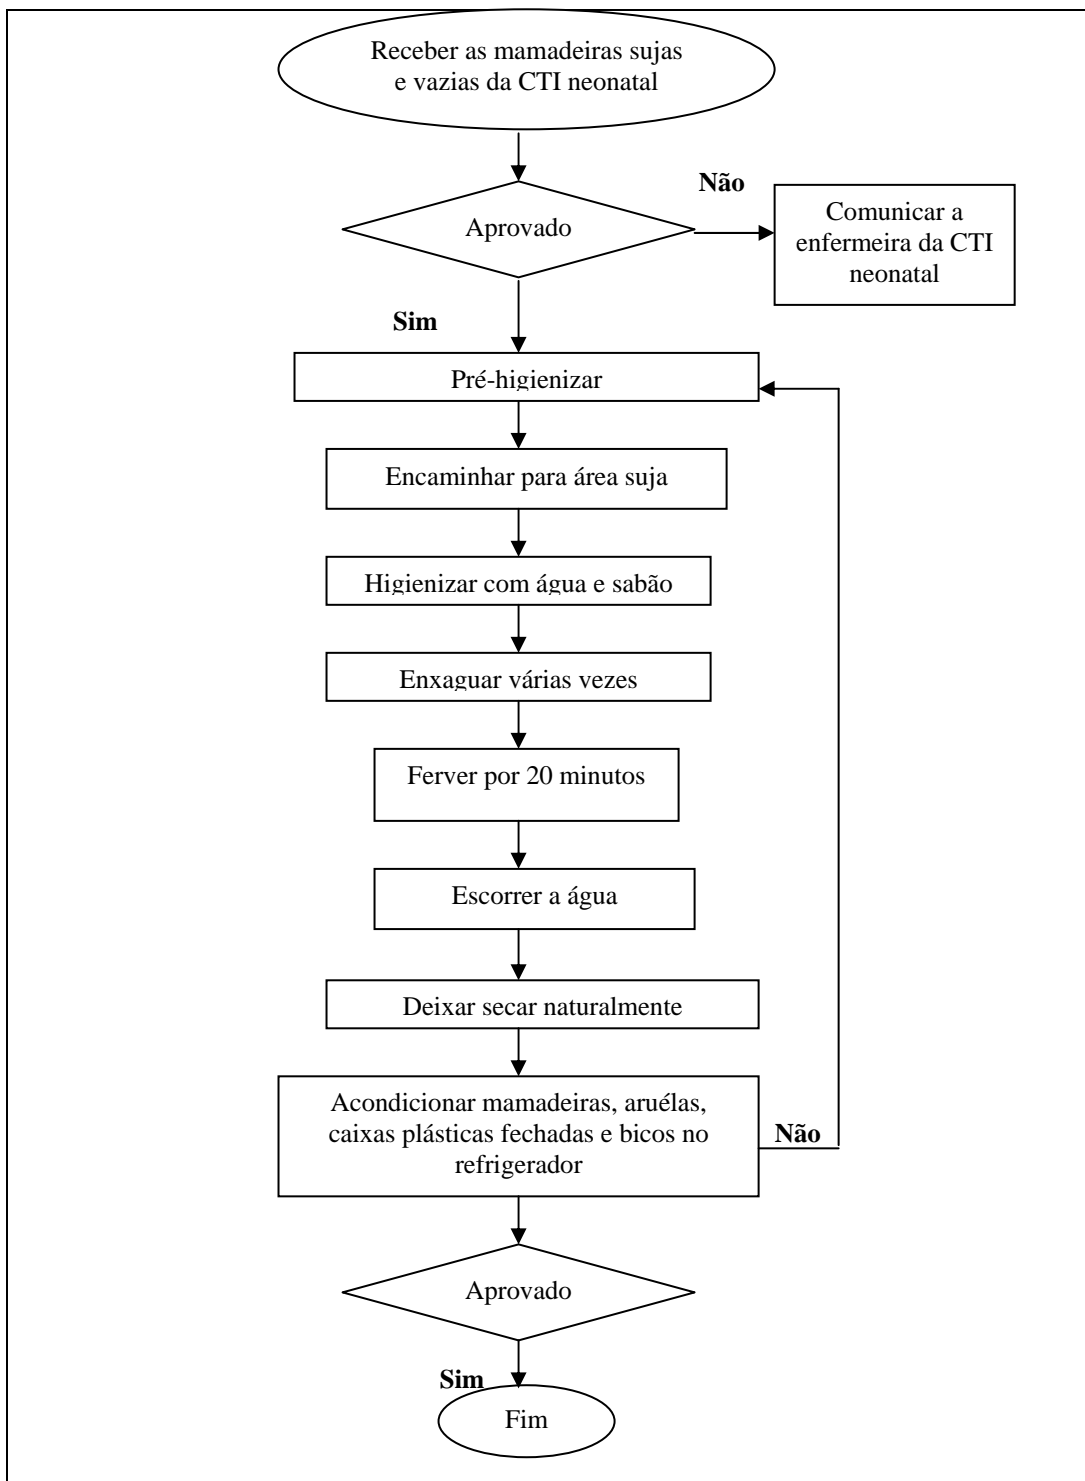 Receber as mamadeiras sujas
e vazias da CTI neonatal
Não
Aprovado
Comunicar a
enfermeira da CTI
neonatal
Sim
Pré-higienizar
Encaminhar para área suja
Higienizar com água e sabão
Enxaguar várias vezes
Ferver por 20 minutos
Escorrer a água
Deixar secar naturalmente
Acondicionar mamadeiras, aruélas,
caixas plásticas fechadas e bicos no
refrigerador
Não
Aprovado
Sim
Fim